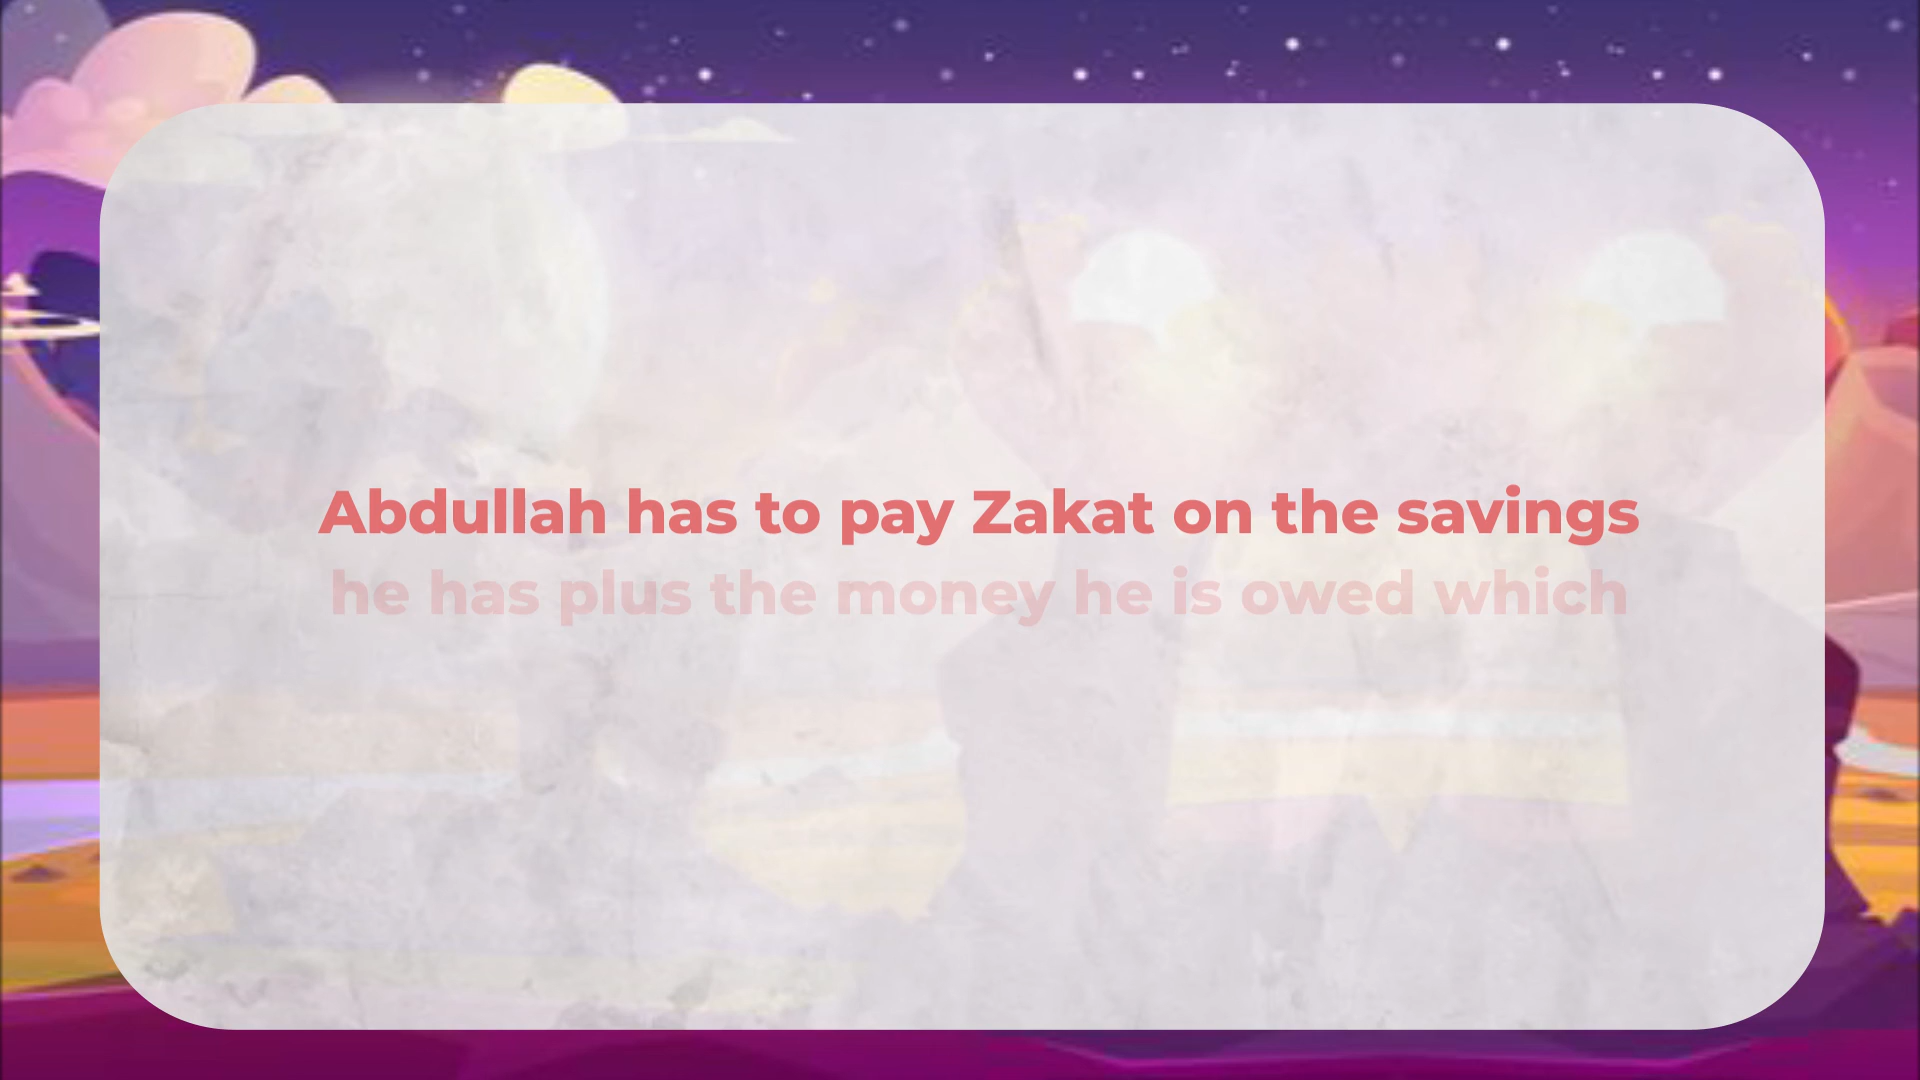 Abdullah has to pay Zakat on the savings
he has plus the money he is owed which